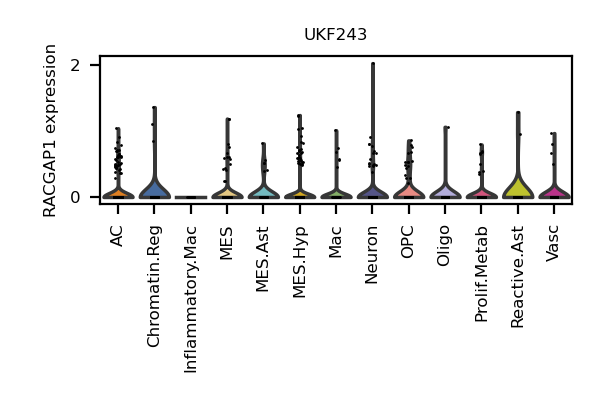 UKF243
RACGAP1 expression
2
0
AC
Chromatin.Reg
Inflammatory.Mac
MES
MES.Ast
MES.Hyp
Mac
Neuron
OPC
Oligo
Prolif.Metab
Reactive.Ast
Vasc